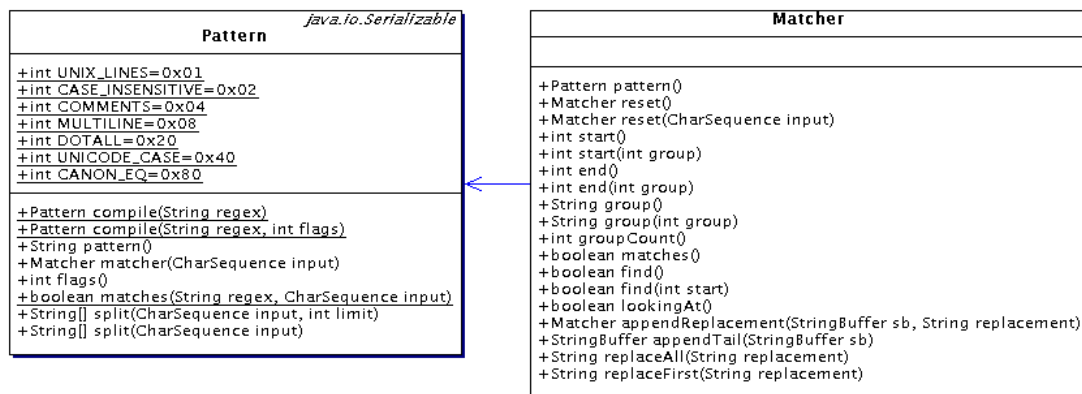 java.io.Serializable
Pattern
+int UNIX_LINES=0x01
+int CASE_INSENSITIVE=0x02
+int COMMENTS=0x04
+int MULTILINE=0x08
+int DOTALL=0x20
+int UNICODE_CASE=0x40
+int CANON_EQ=0x80
+Pattern compile(String regex)
+Pattern compile(String regex, int flags)
+String pattern()
+Matcher matcher(CharSequence input)
+int flags()
+boolean matches(String regex, CharSequence input)
+String[] split(CharSequence input, int limit)
+String[] split(CharSequence input)
Matcher
+Pattern pattern()
+Matcher reset()
+Matcher reset(CharSequence input)
+int start()
+int start(int group)
+int end()
+int end(int group)
+String group()
+String group(int group)
+int groupCount()
+boolean matches()
+boolean find()
+boolean find(int start)
+boolean lookingAt()
+Matcher appendReplacement(StringBuffer sb, String replacement)
+StringBuffer appendTail(StringBuffer sb)
+String replaceAll(String replacement)
+String replaceFirst(String replacement)